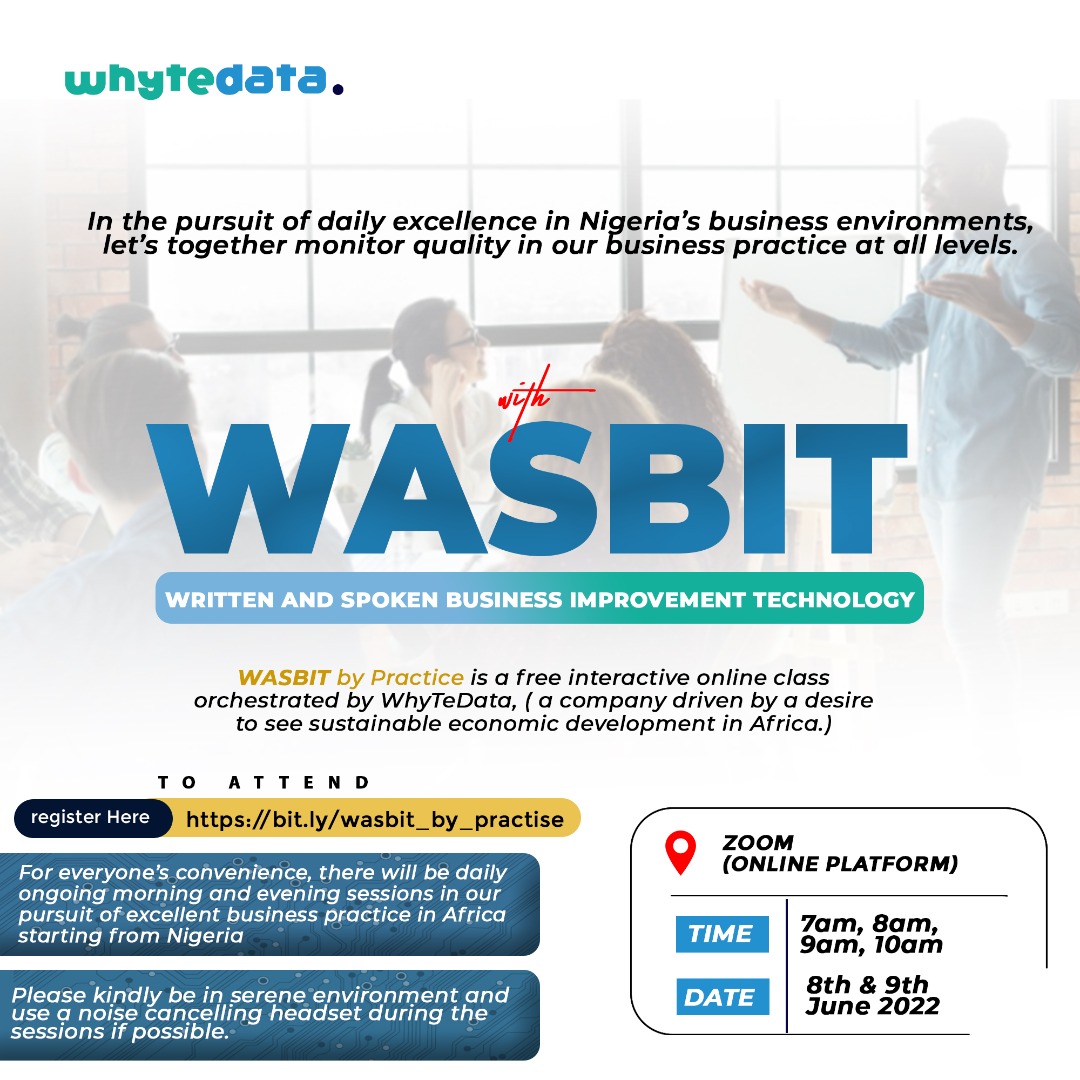 whytedata.
In the pursuit of daily excellence in Nigeria's business environments,
let's together monitor quality in our business practice at all levels.
with
WASBIT
WRITTEN AND SPOKEN BUSINESS IMPROVEMENT TECHNOLOGY
WASBIT by Practice is a free interactive online class
orchestrated by WhyTeData, ( a company driven by a desire
to see sustainable economic development in Africa.)
TO ATTEND
register Here https://bit.ly/wasbit_by_practise
For everyone's convenience, there will be daily
ongoing morning and evening sessions in our
pursuit of excellent business practice in Africa
starting from Nigeria
Please kindly be in serene environment and
use a noise cancelling headset during the
sessions if possible.
ZOOM
(ONLINE PLATFORM)
TIME
7am, 8am,
9am, 10am
DATE
8th & 9th
June 2022